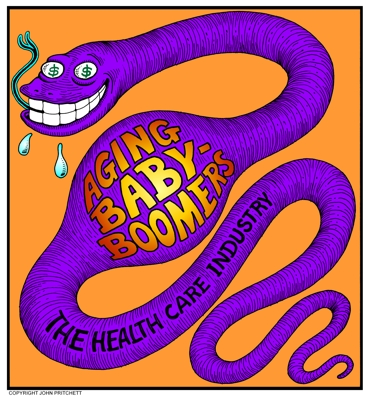 $ $
AGING
BABY-
BOOMERS
THE HEALTH CARE INDUSTRY
COPYRIGHT JOHN PRITCHETT